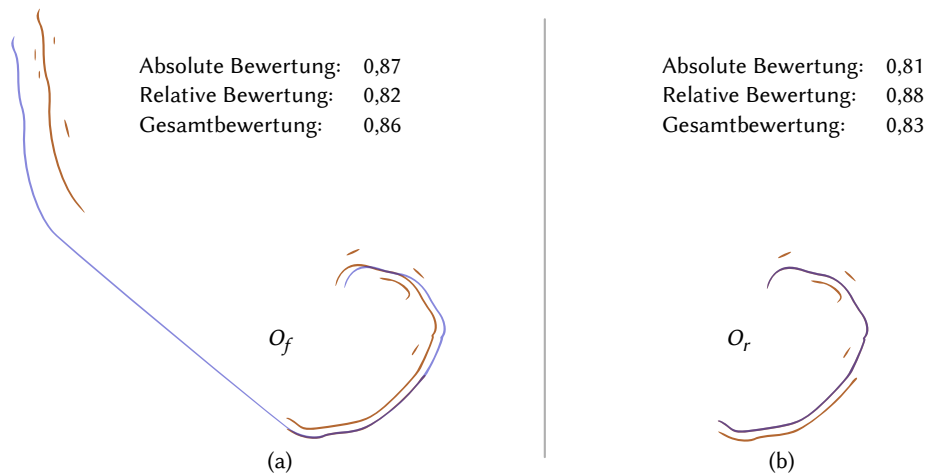 Absolute Bewertung: 0,87
Relative Bewertung: 0,82
Gesamtbewertung: 0,86
O_f
(a)
Absolute Bewertung: 0,81
Relative Bewertung: 0,88
Gesamtbewertung: 0,83
O_r
(b)